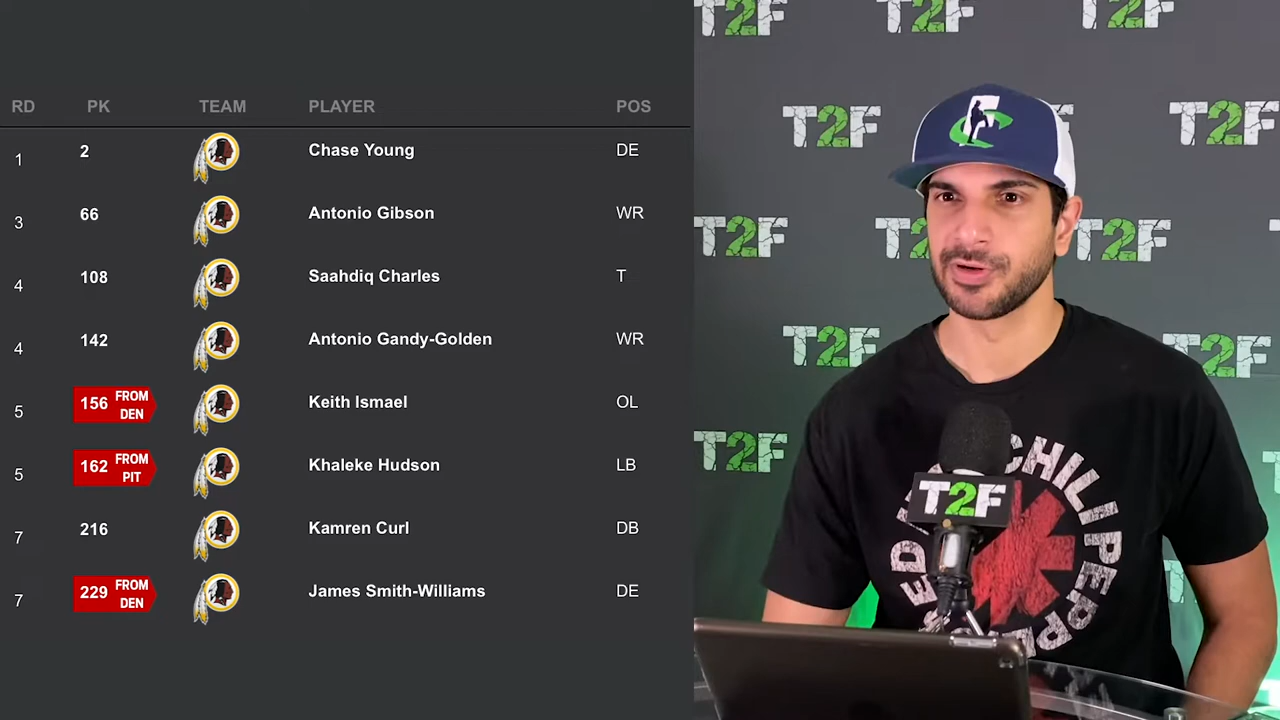 RD PK TEAM PLAYER POS
1 2 Chase Young DE
3 66 Antonio Gibson WR
4 108 Saahdiq Charles T
4 142 Antonio Gandy-Golden WR
5 156 FROM DEN Keith Ismael OL
5 162 FROM PIT Khaleke Hudson LB
7 216 Kamren Curl DB
7 229 FROM DEN James Smith-Williams DE
T2F T2F T2F
T2F T2F
T2F T2F T2F
T2F T2F
T2F T2F
T2F
RED CHILI PEPPE